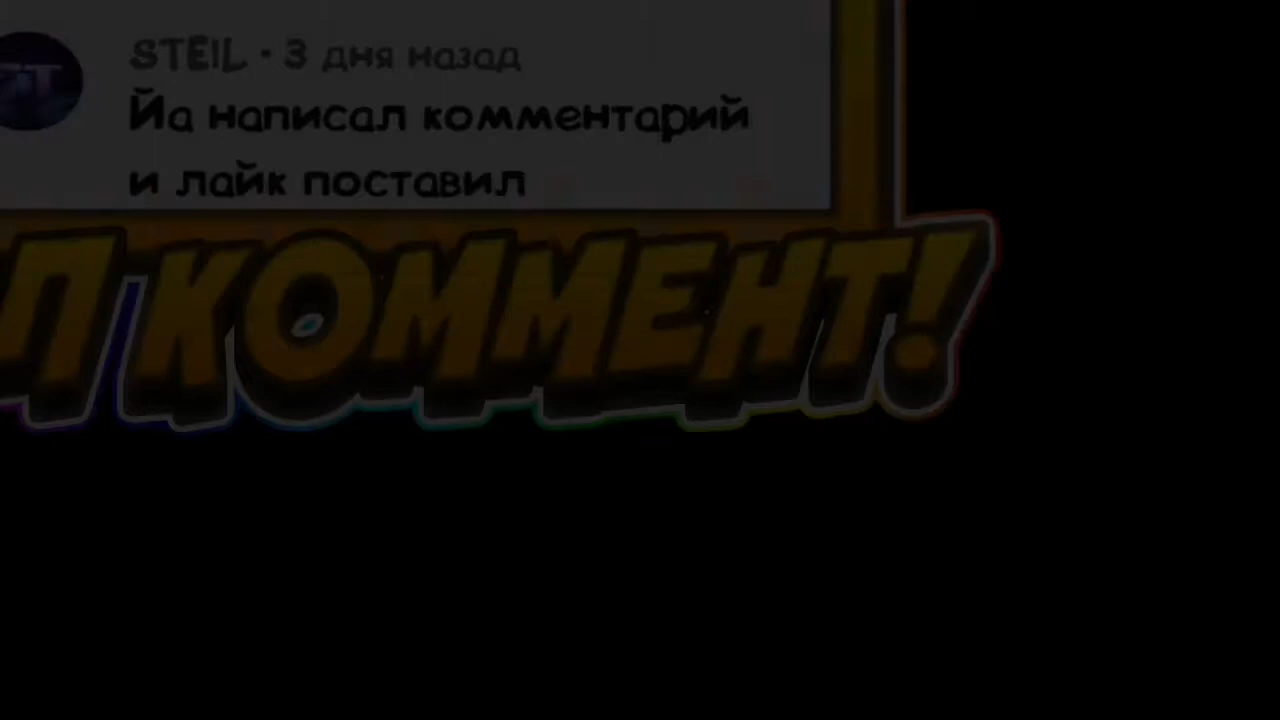 STEIL • 3 дня назад
Йа написал комментарий
и лайк поставил
Л КОММЕНТ!